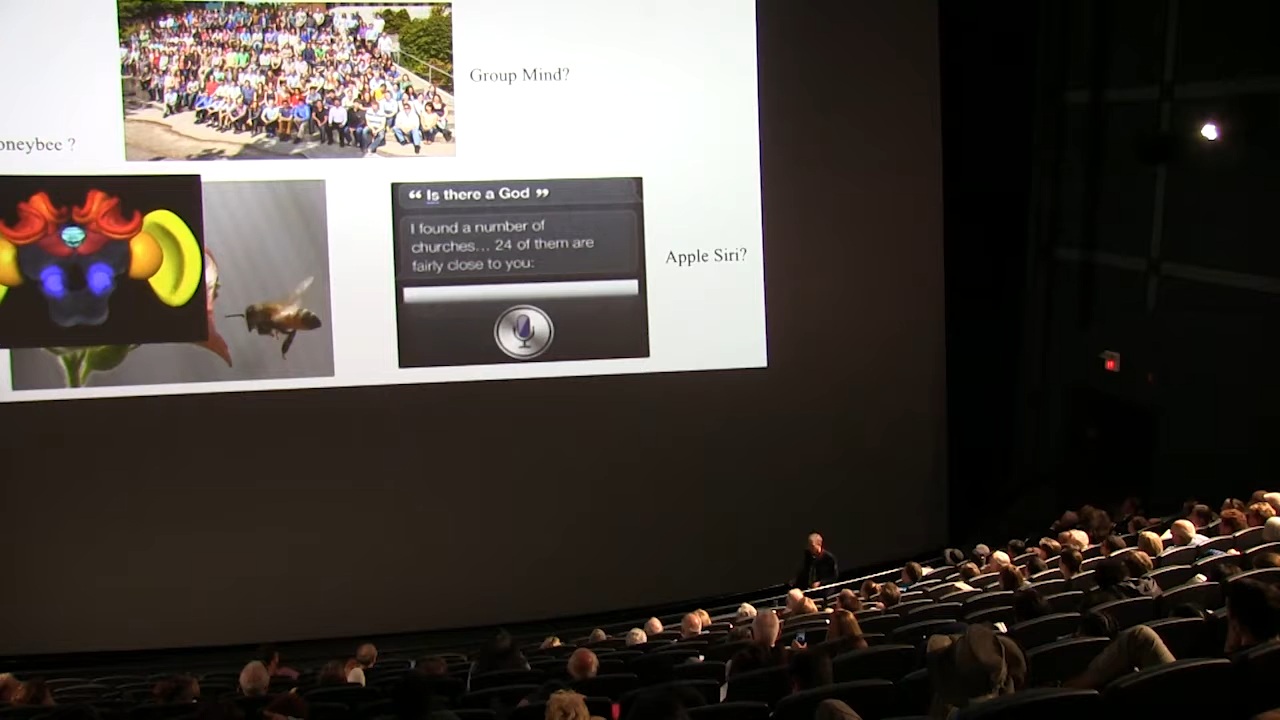 Group Mind?
oneybee ?
“ Is there a God ”
I found a number of
churches... 24 of them are
fairly close to you:
Apple Siri?